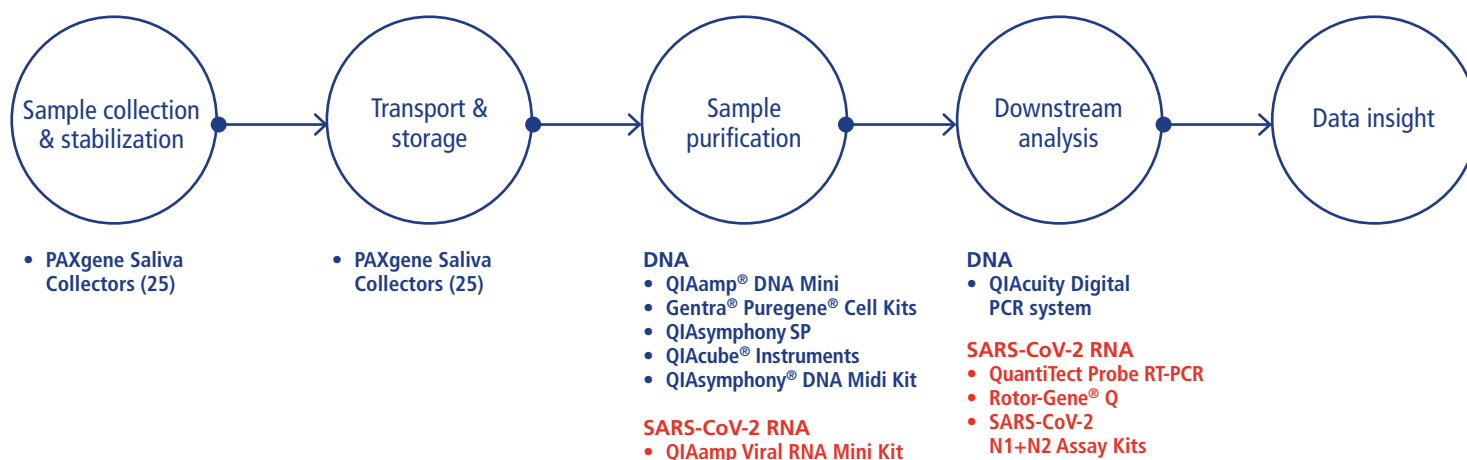 Sample collection
& stabilization
Transport &
storage
Sample
purification
Downstream
analysis
Data insight
• PAXgene Saliva
Collectors (25)
• PAXgene Saliva
Collectors (25)
DNA
• QIAamp® DNA Mini
• Gentra® Puregene® Cell Kits
• QIAsymphony SP
• QIAcube® Instruments
• QIAsymphony® DNA Midi Kit
SARS-CoV-2 RNA
• QIAamp Viral RNA Mini Kit
DNA
• QIAcuity Digital
PCR system
SARS-CoV-2 RNA
• QuantiTect Probe RT-PCR
• Rotor-Gene® Q
• SARS-CoV-2
N1+N2 Assay Kits